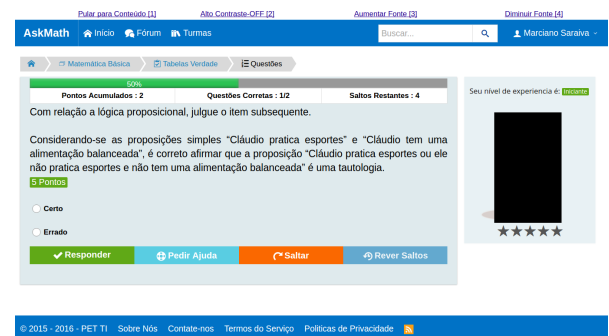 Pular para Conteúdo [1] Alto Contraste-OFF [2] Aumentar Fonte [3] Diminuir Fonte [4]
AskMath Início Fórum Turmas Buscar... Marciano Saraiva
Matemática Básica Tabelas Verdade Questões
50%
Pontos Acumulados : 2 Questões Corretas : 1/2 Saltos Restantes : 4
Seu nível de experiencia é: Iniciante
Com relação a lógica proposicional, julgue o item subsequente.
Considerando-se as proposições simples “Cláudio pratica esportes” e “Cláudio tem uma
alimentação balanceada”, é correto afirmar que a proposição “Cláudio pratica esportes ou ele
não pratica esportes e não tem uma alimentação balanceada” é uma tautologia.
5 Pontos
Certo
Errado
Responder Pedir Ajuda Saltar Rever Saltos
© 2015 - 2016 - PET TI Sobre Nós Contate-nos Termos do Serviço Politicas de Privacidade